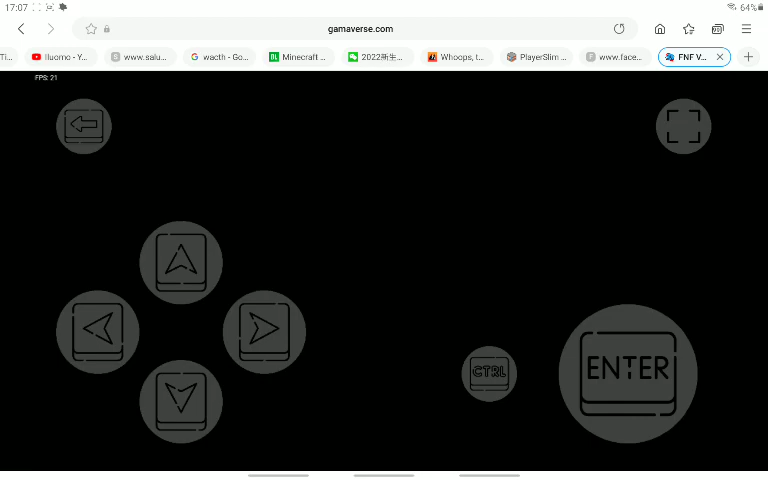 17:07 64%
gamaverse.com
Ti... Iluomo - Y... www.salu... wacth - Go... Minecraft ... 2022新生... Whoops, t... PlayerSlim ... www.face... FNF V...
FPS: 21
CTRL
ENTER